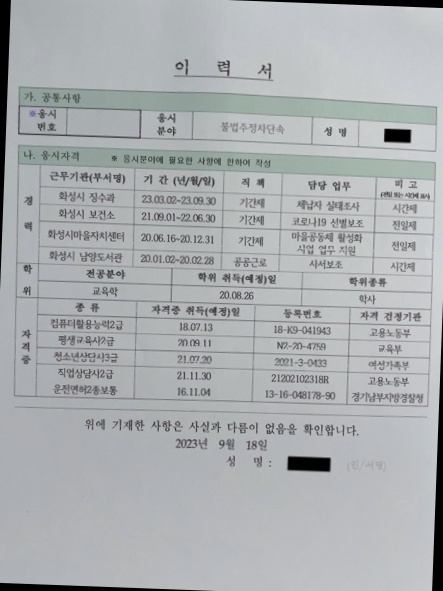 이 력 서
가. 공통사항
※응시 번호 응시 분야 불법주정차단속 성 명
나. 응시자격 ※ 응시분야에 필요한 사항에 한하여 작성
경력 근무기관(부서명) 기 간 (년/월/일) 직 책 담당 업무 비 고
화성시 징수과 23.03.02~23.09.30 기간제 체납자 실태조사 시간제
화성시 보건소 21.09.01~22.06.30 기간제 코로나19 선별보조 전일제
화성시마을자치센터 20.06.16~20.12.31 기간제 마을공동체 활성화 사업 업무 직원 전일제
화성시 남양도서관 20.01.02~20.02.28 공공근로 사서보조 시간제
학위 전공분야 학위 취득(예정)일 학위종류
교육학 20.08.26 학사
자격증 종 류 자격증 취득(예정)일 등록번호 자격 검정기관
컴퓨터활용능력2급 18.07.13 18-K9-041943 고용노동부
평생교육사2급 20.09.11 NZ-20-4759 교육부
청소년상담사3급 21.07.20 2021-3-0433 여성가족부
직업상담사2급 21.11.30 21202102318R 고용노동부
운전면허2종보통 16.11.04 13-16-048178-90 경기남부지방경찰청
위에 기재한 사항은 사실과 다름이 없음을 확인합니다.
2023년 9월 18일
성 명 : (인/서명)